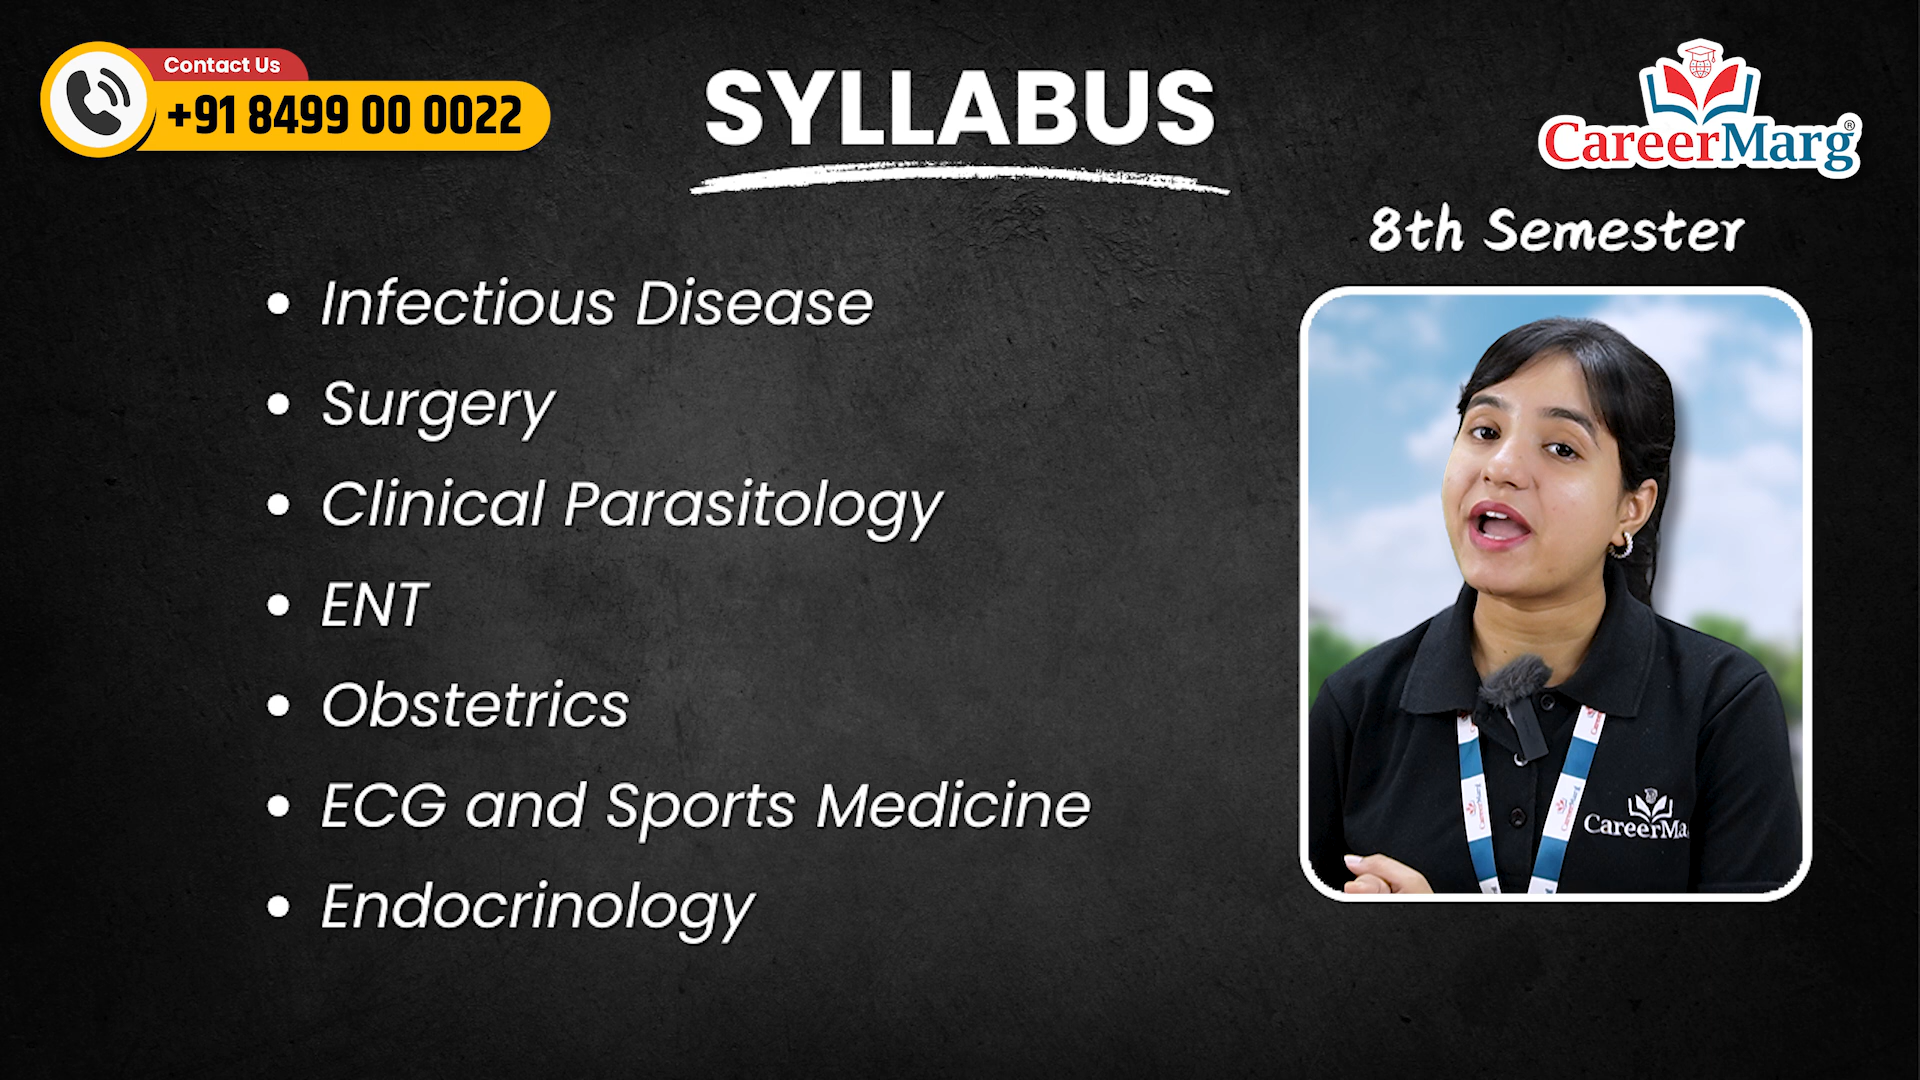 Contact Us
+91 8499 00 0022
SYLLABUS
CareerMarg®
8th Semester
• Infectious Disease
• Surgery
• Clinical Parasitology
• ENT
• Obstetrics
• ECG and Sports Medicine
• Endocrinology
CareerMa